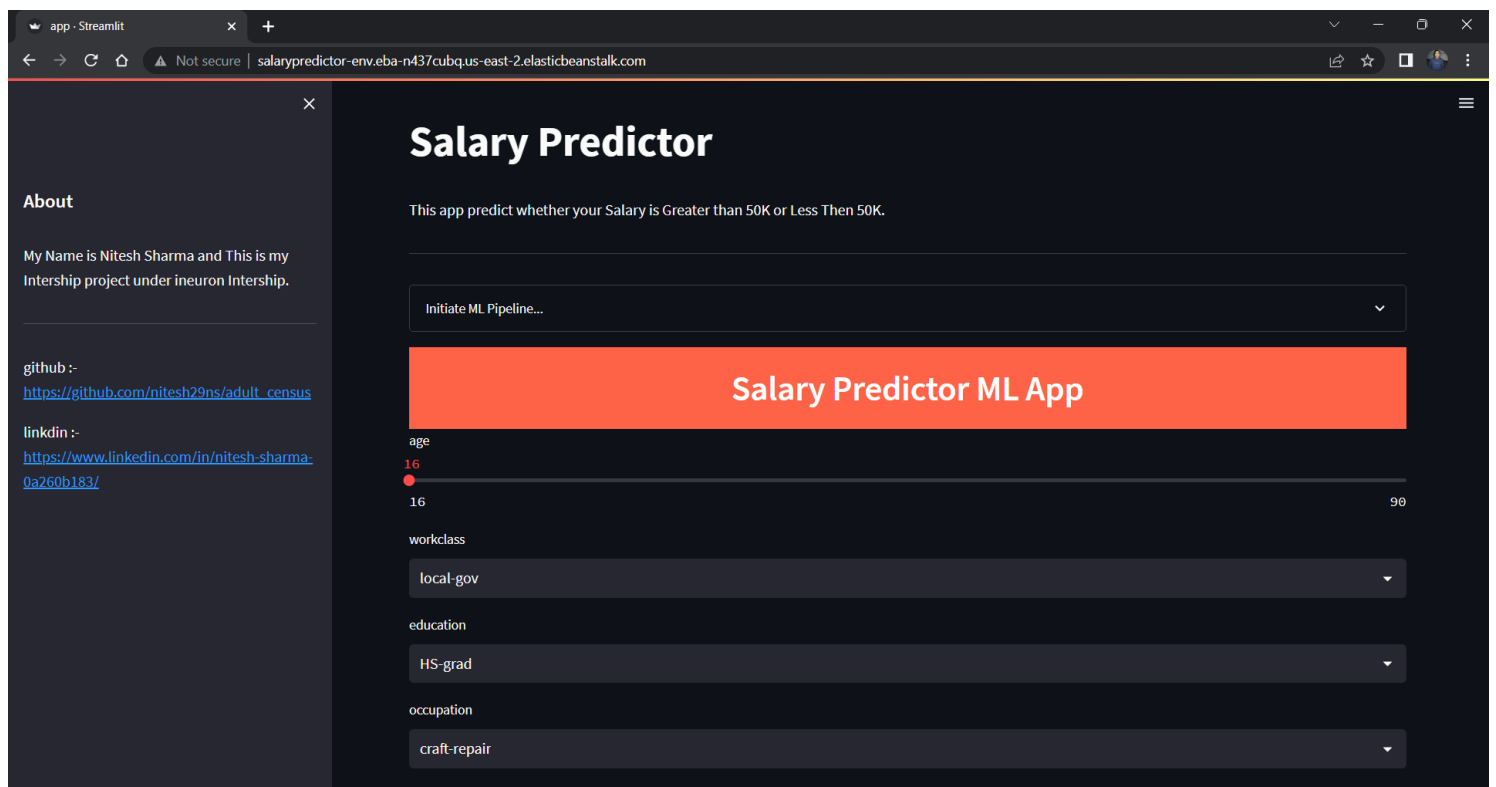 app · Streamlit
Not secure
salarypredictor-env.eba-n437cubq.us-east-2.elasticbeanstalk.com
About
My Name is Nitesh Sharma and This is my
Intership project under ineuron Intership.
github :-
https://github.com/nitesh29ns/adult_census
linkdin :-
https://www.linkedin.com/in/nitesh-sharma-
0a260b183/
Salary Predictor
This app predict whether your Salary is Greater than 50K or Less Then 50K.
Initiate ML Pipeline...
Salary Predictor ML App
age
16
16
90
workclass
local-gov
education
HS-grad
occupation
craft-repair